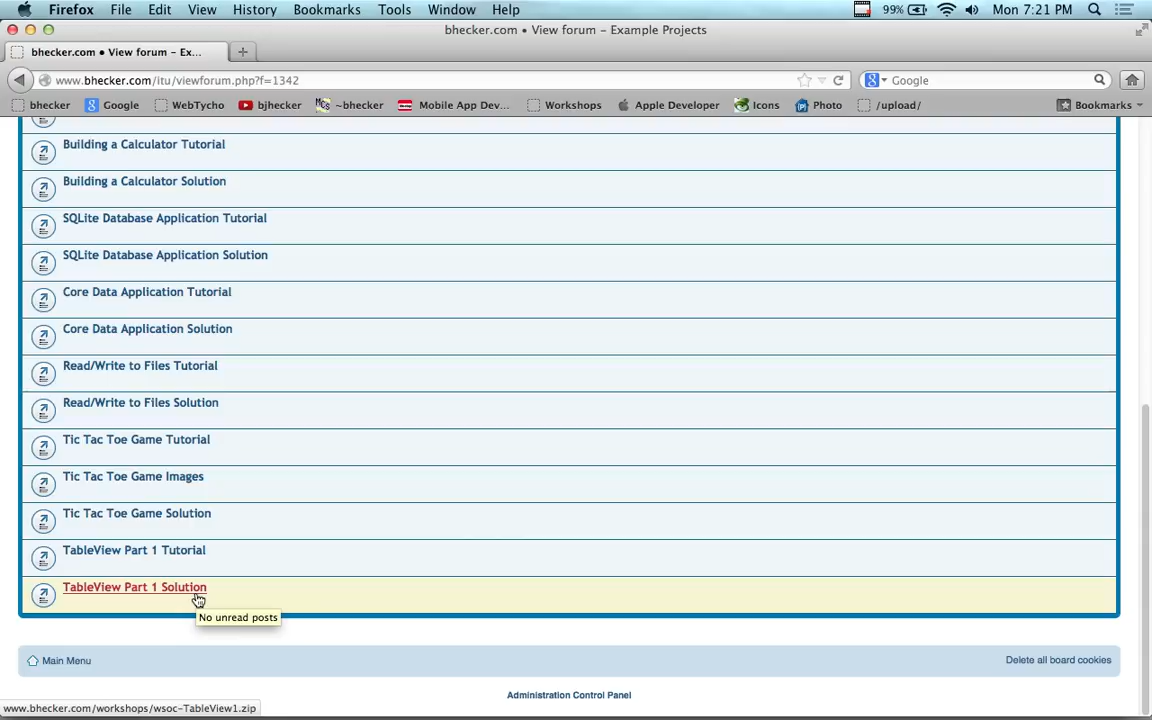 Firefox File Edit View History Bookmarks Tools Window Help 99% Mon 7:21 PM
bhecker.com • View forum – Example Projects
bhecker.com • View forum – Ex...
www.bhecker.com/itu/viewforum.php?f=1342 Google
bhecker Google WebTycho bjhecker ~bhecker Mobile App Dev... Workshops Apple Developer Icons Photo /upload/ Bookmarks
Building a Calculator Tutorial
Building a Calculator Solution
SQLite Database Application Tutorial
SQLite Database Application Solution
Core Data Application Tutorial
Core Data Application Solution
Read/Write to Files Tutorial
Read/Write to Files Solution
Tic Tac Toe Game Tutorial
Tic Tac Toe Game Images
Tic Tac Toe Game Solution
TableView Part 1 Tutorial
TableView Part 1 Solution
No unread posts
Main Menu Delete all board cookies
Administration Control Panel
www.bhecker.com/workshops/wsoc-TableView1.zip